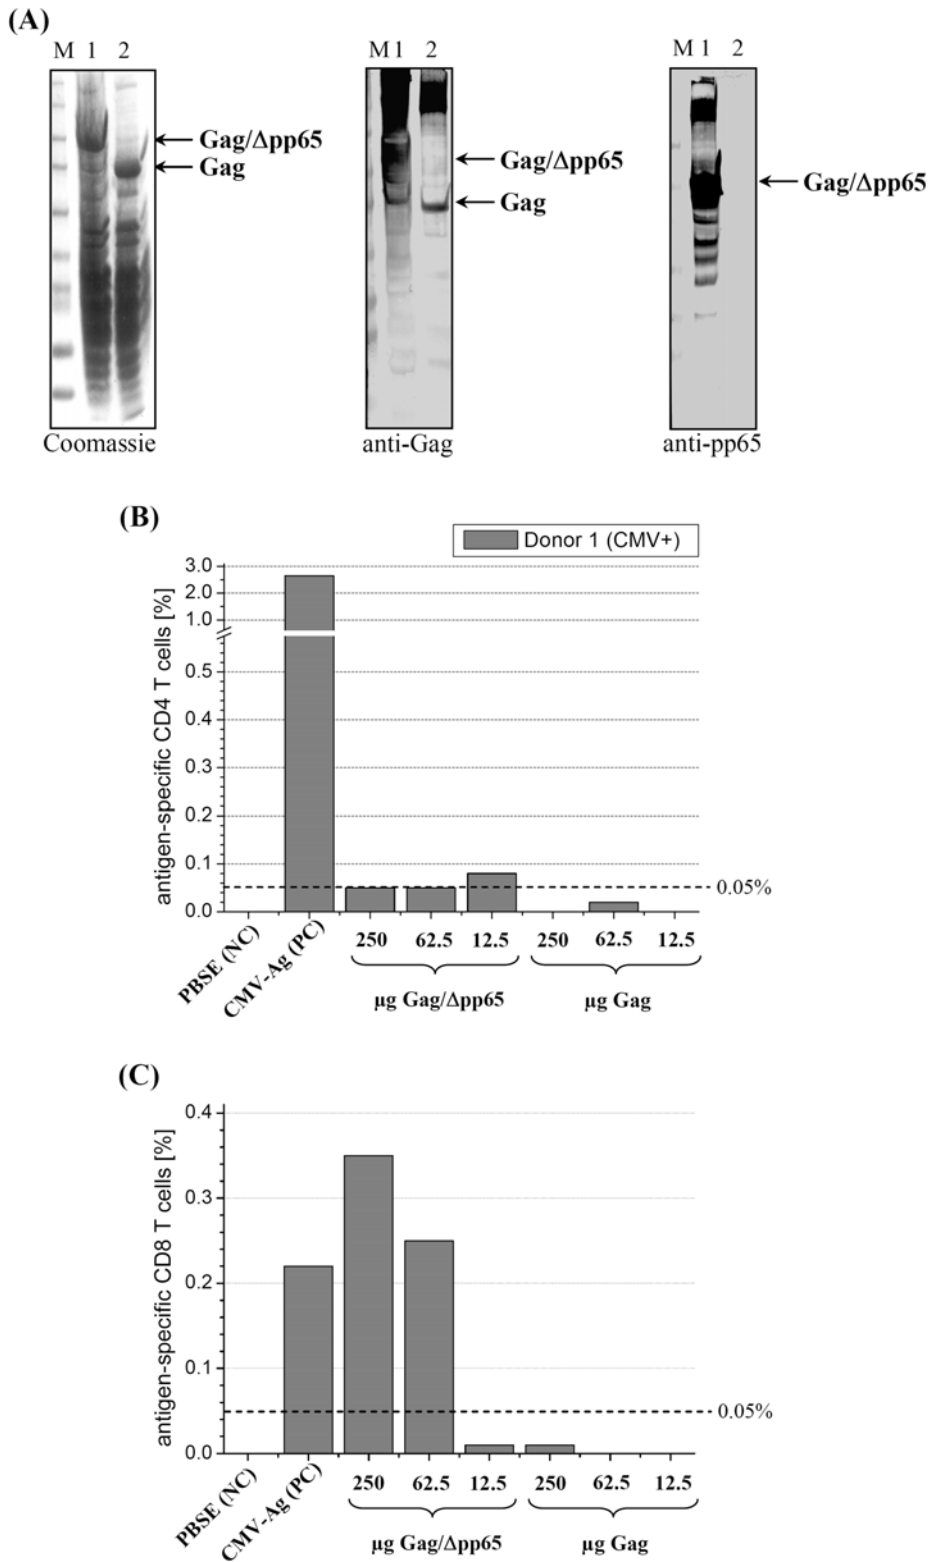 (A)
M 1 2
M 1 2
M 1 2
Gag/Δpp65
Gag
Gag/Δpp65
Gag
Gag/Δpp65
Coomassie
anti-Gag
anti-pp65
(B)
Donor 1 (CMV+)
antigen-specific CD4 T cells [%]
3.0
2.0
1.0
0.5
0.4
0.3
0.2
0.1
0.0
0.05%
PBSE (NC)
CMV-Ag (PC)
250 62.5 12.5 250 62.5 12.5
µg Gag/Δpp65
µg Gag
(C)
antigen-specific CD8 T cells [%]
0.4
0.3
0.2
0.1
0.0
0.05%
PBSE (NC)
CMV-Ag (PC)
250 62.5 12.5 250 62.5 12.5
µg Gag/Δpp65
µg Gag